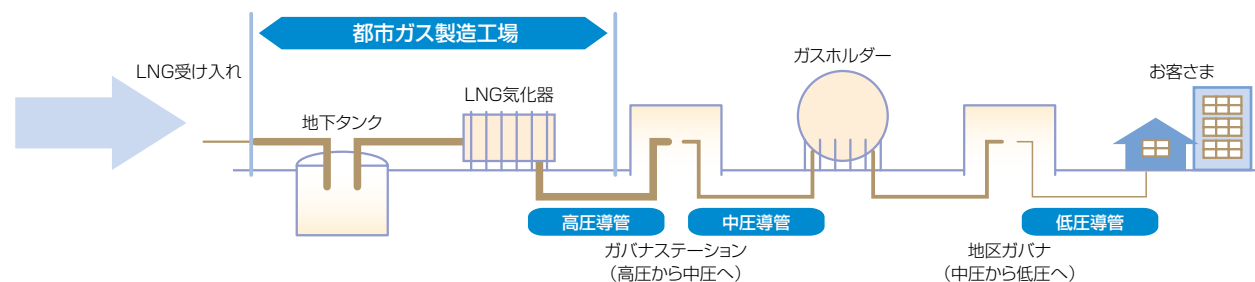 都市ガス製造工場
LNG受け入れ
地下タンク
LNG気化器
ガスホルダー
お客さま
高圧導管
中圧導管
低圧導管
ガバナステーション
（高圧から中圧へ）
地区ガバナ
（中圧から低圧へ）